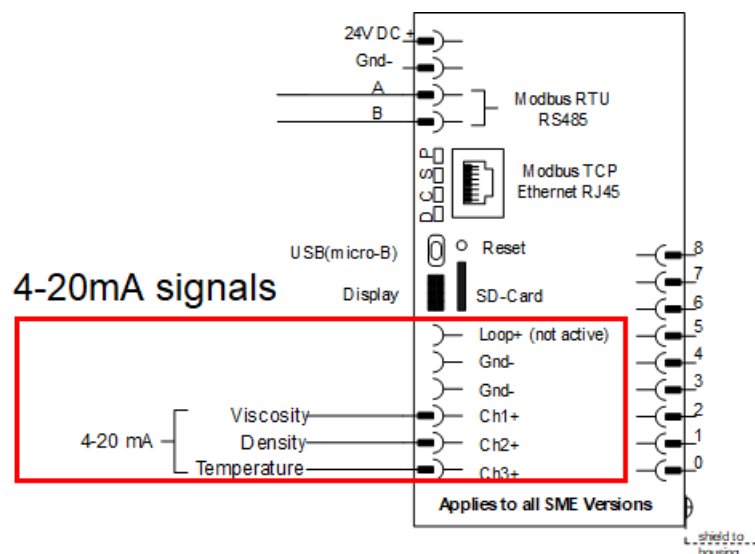 24V DC +
Gnd-
A
B
Modbus RTU
RS485
P
S
C
D
Modbus TCP
Ethernet RJ45
USB(micro-B)
Reset
Display
SD-Card
4-20mA signals
Loop+ (not active)
Gnd-
Gnd-
Viscosity
Ch1+
4-20 mA
Density
Ch2+
Temperature
Ch3+
8
7
6
5
4
3
2
1
0
Applies to all SME Versions
shield to
housing